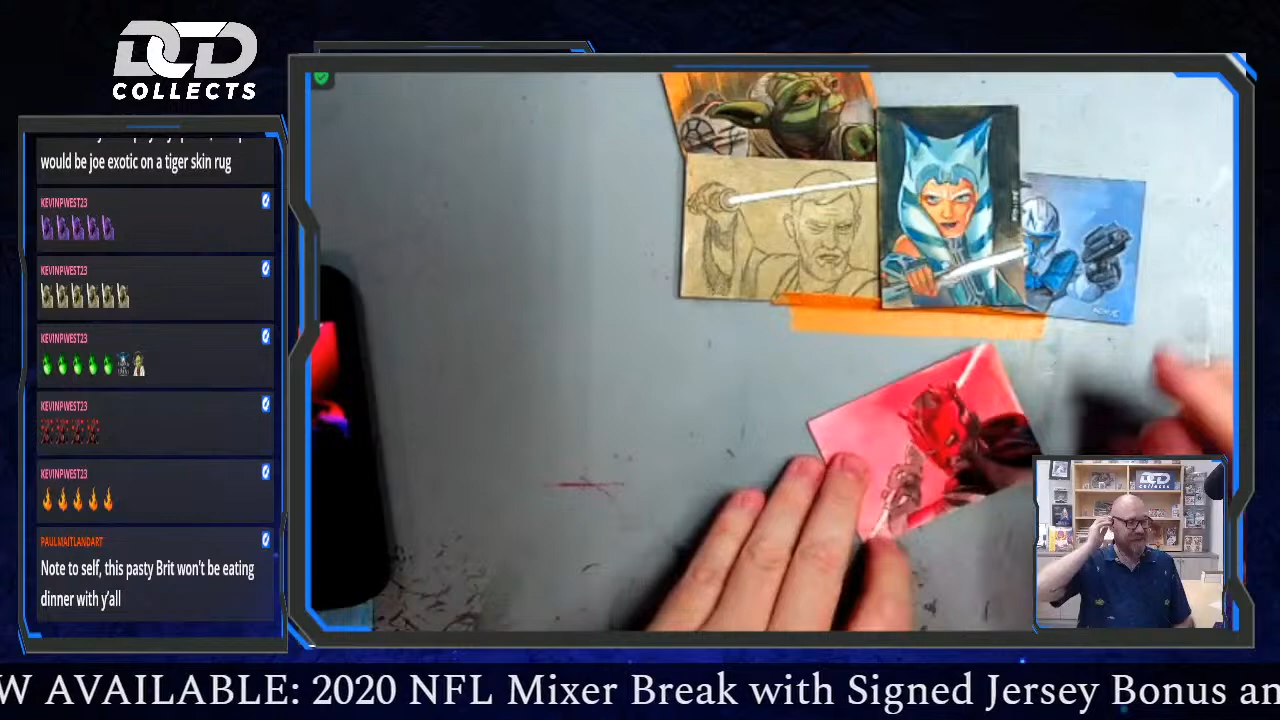 DCD
COLLECTS
would be joe exotic on a tiger skin rug
KEVINPWEST23
KEVINPWEST23
KEVINPWEST23
KEVINPWEST23
KEVINPWEST23
PAULMAITLANDART
Note to self, this pasty Brit won't be eating
dinner with y'all
DCD
COLLECTS
W AVAILABLE: 2020 NFL Mixer Break with Signed Jersey Bonus an